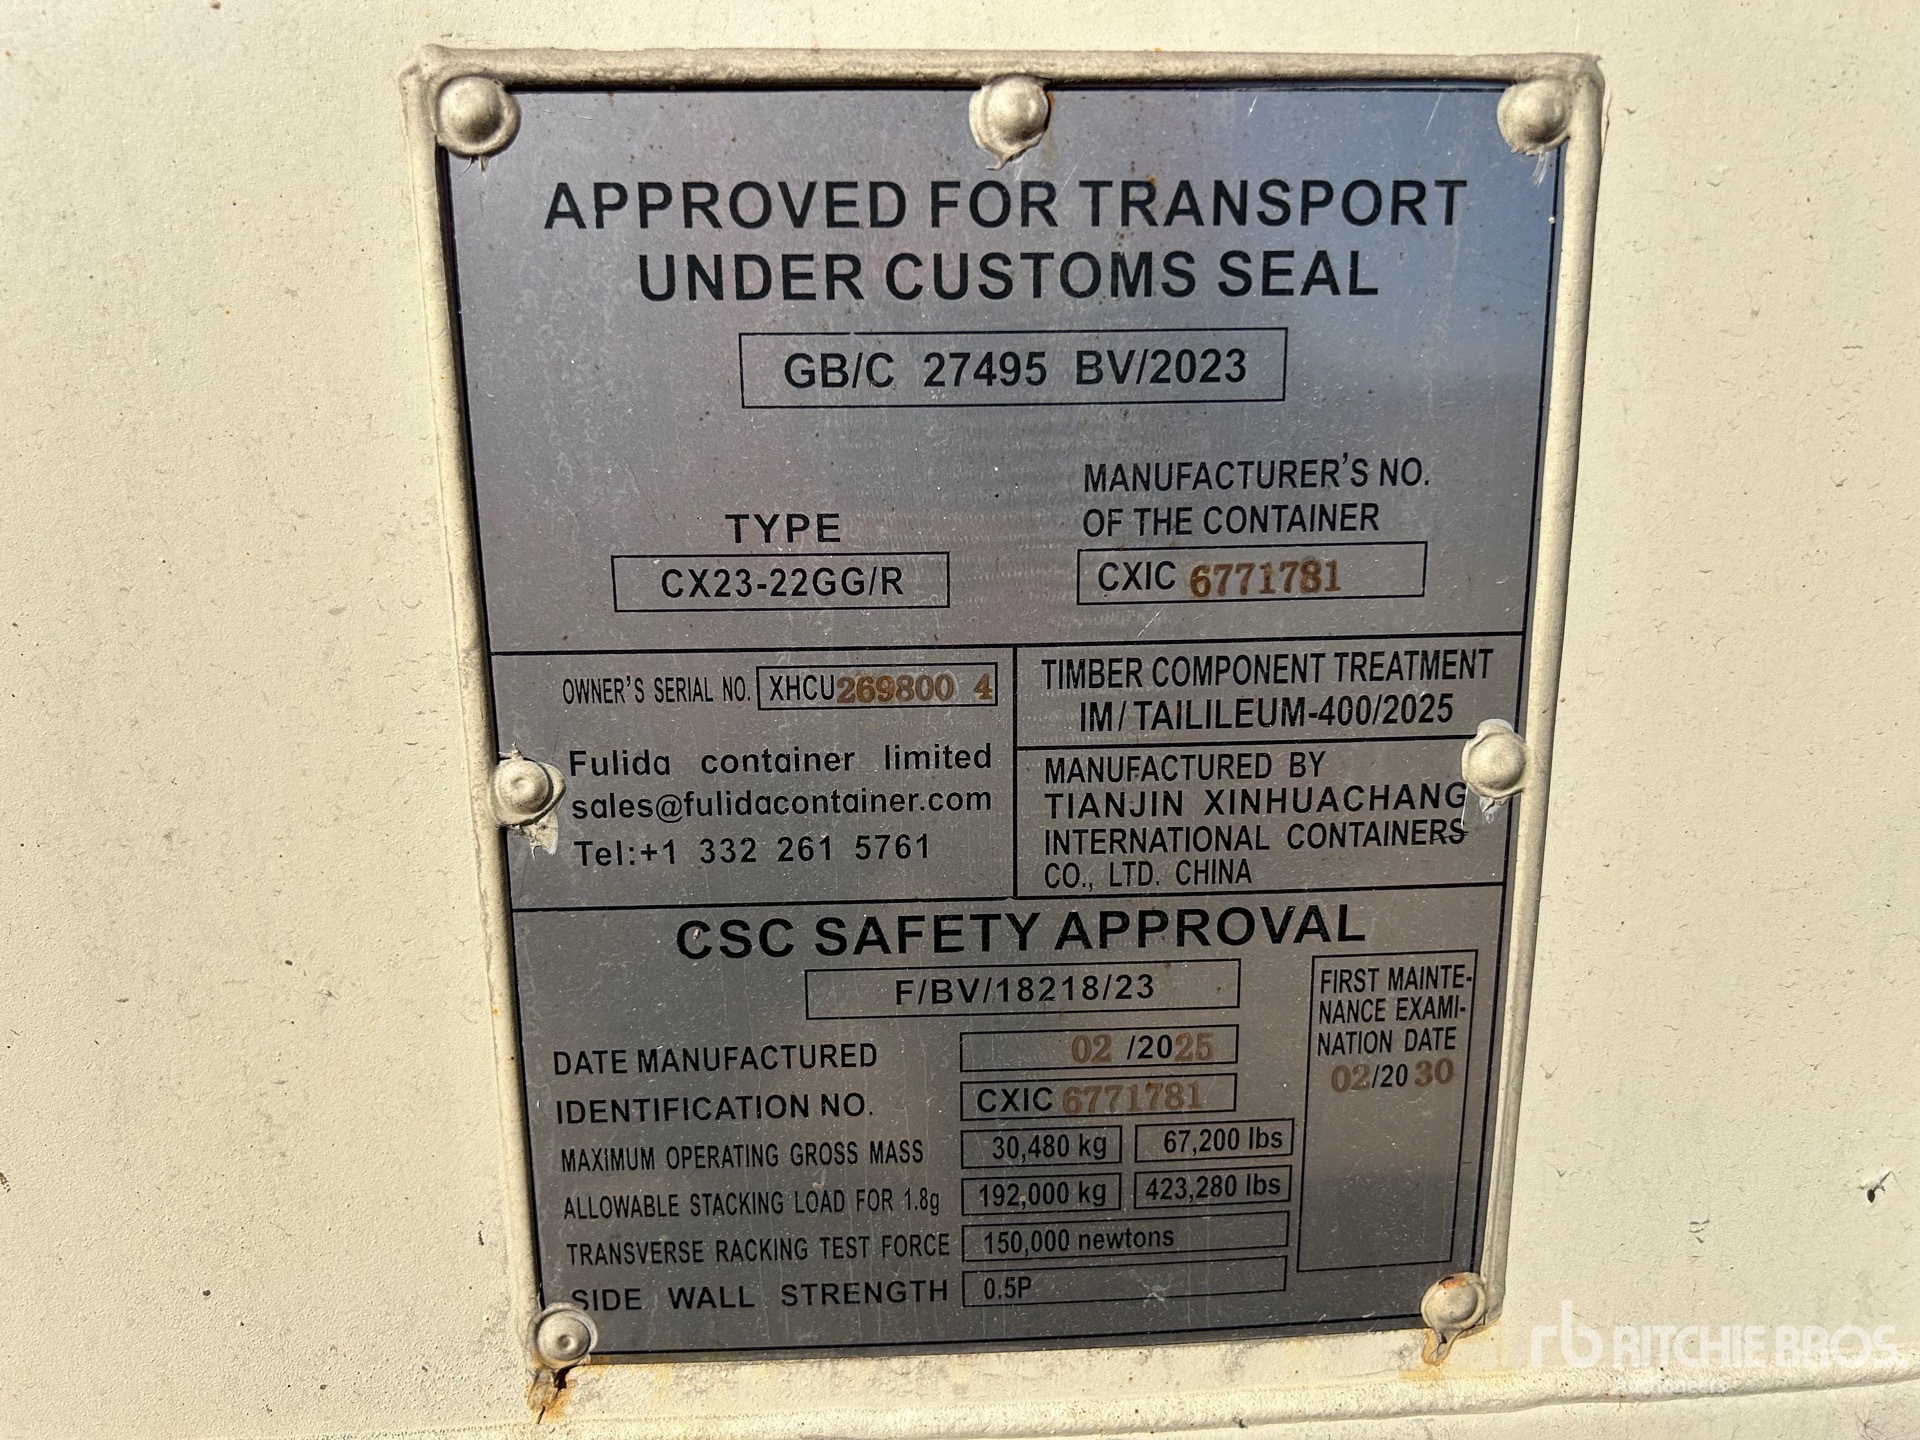 APPROVED FOR TRANSPORT
UNDER CUSTOMS SEAL
GB/C 27495 BV/2023
TYPE
CX23-22GG/R
MANUFACTURER'S NO.
OF THE CONTAINER
CXIC 6771781
OWNER'S SERIAL NO. XHCU 269800 4
Fulida container limited
sales@fulidacontainer.com
Tel:+1 332 261 5761
TIMBER COMPONENT TREATMENT
IM/TAILILEUM-400/2025
MANUFACTURED BY
TIANJIN XINHUACHANG
INTERNATIONAL CONTAINERS
CO., LTD. CHINA
CSC SAFETY APPROVAL
F/BV/18218/23
DATE MANUFACTURED 02 /2025
IDENTIFICATION NO. CXIC 6771781
MAXIMUM OPERATING GROSS MASS 30,480 kg 67,200 lbs
ALLOWABLE STACKING LOAD FOR 1.8g 192,000 kg 423,280 lbs
TRANSVERSE RACKING TEST FORCE 150,000 newtons
SIDE WALL STRENGTH 0.5P
FIRST MAINTE-
NANCE EXAMI-
NATION DATE
02/20 30
rb RITCHIE BROS.